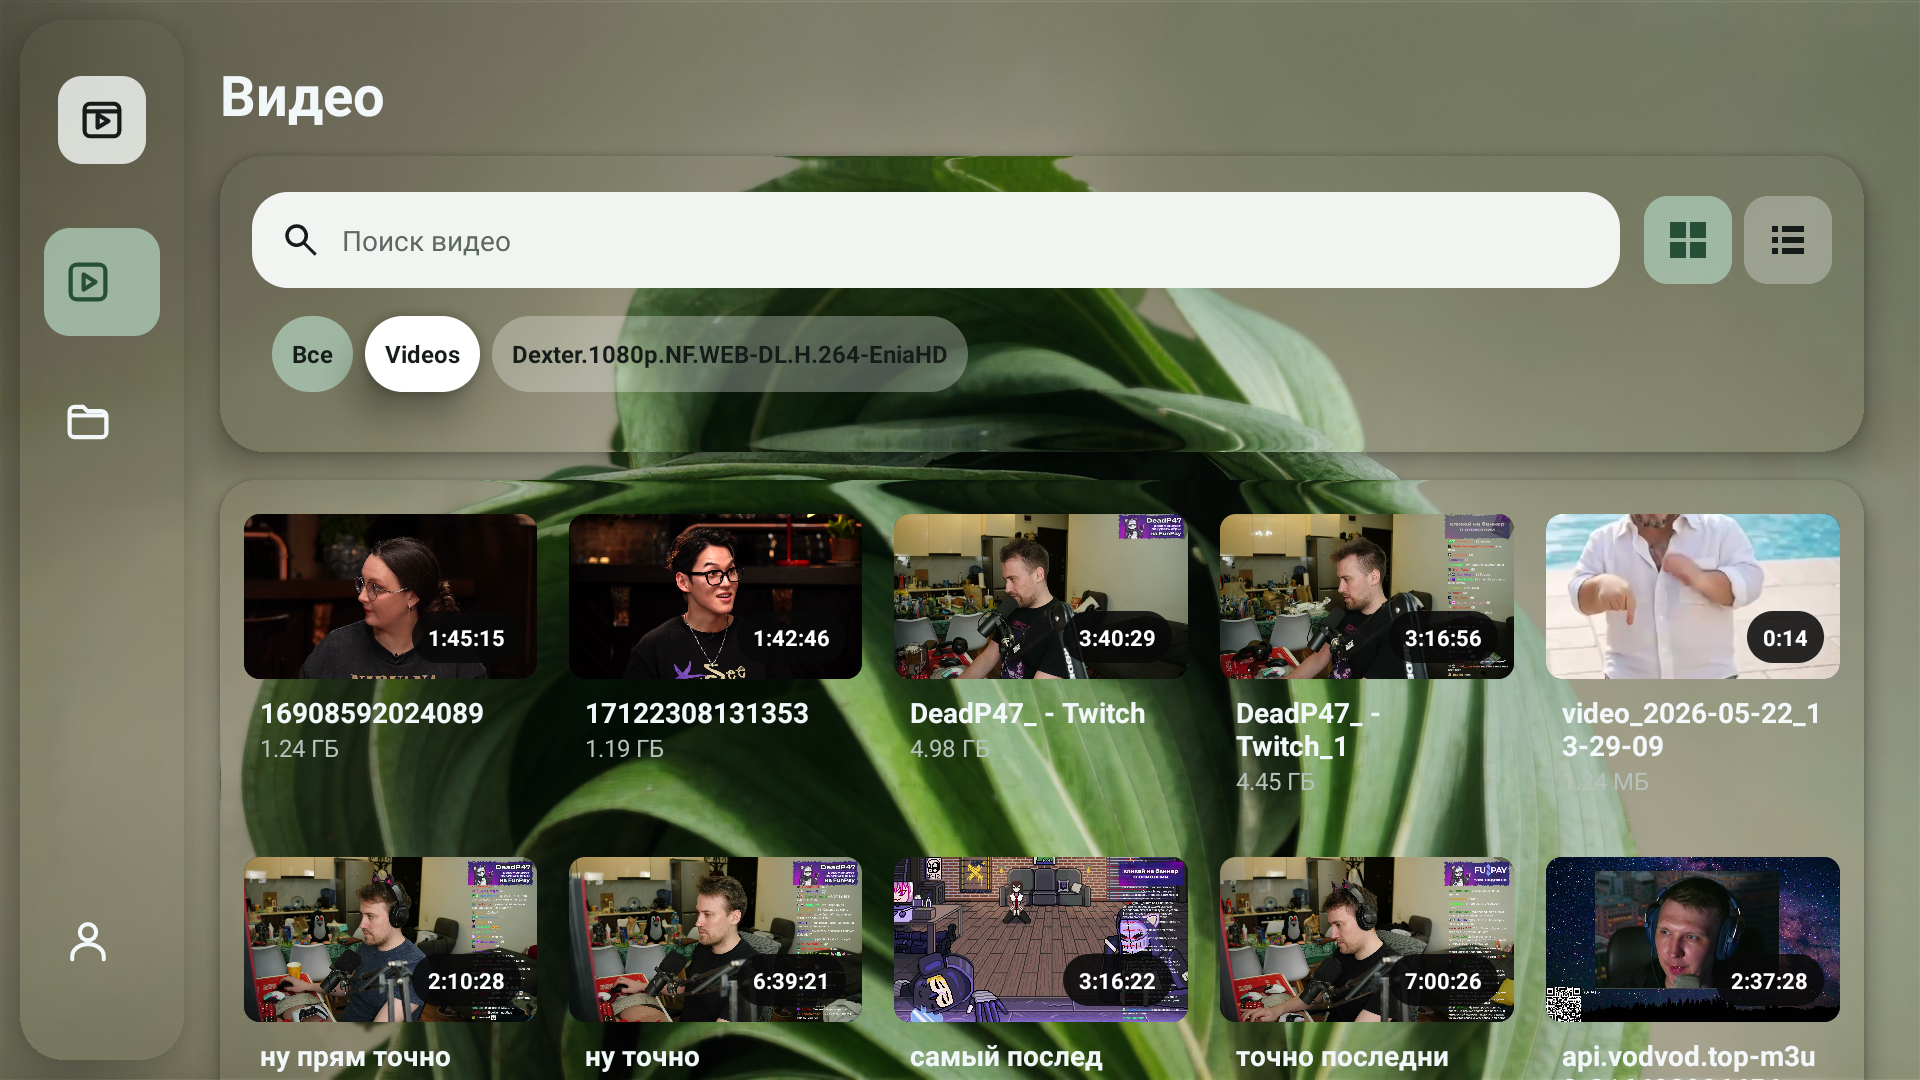 Видео
Поиск видео
Все
Videos
Dexter.1080p.NF.WEB-DL.H.264-EniaHD
1:45:15
1:42:46
3:40:29
3:16:56
0:14
16908592024089
1.24 ГБ
17122308131353
1.19 ГБ
DeadP47_ - Twitch
4.98 ГБ
DeadP47_ -
Twitch_1
4.45 ГБ
video_2026-05-22_1
3-29-09
.24 МБ
DeadP47
2:10:28
6:39:21
3:16:22
7:00:26
2:37:28
ну прям точно
ну точно
самый послед
точно последни
api.vodvod.top-m3u